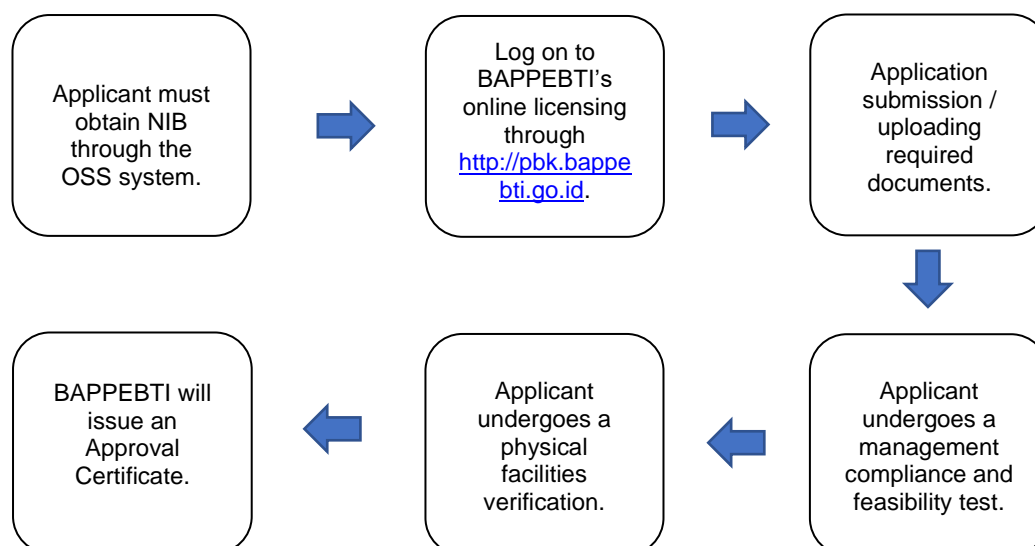 Applicant must
obtain NIB
through the
OSS system.
Log on to
BAPPEBTI’s
online licensing
through
http://pbk.bappe
bti.go.id.
Application
submission /
uploading
required
documents.
Applicant
undergoes a
management
compliance and
feasibility test.
Applicant
undergoes a
physical
facilities
verification.
BAPPEBTI will
issue an
Approval
Certificate.